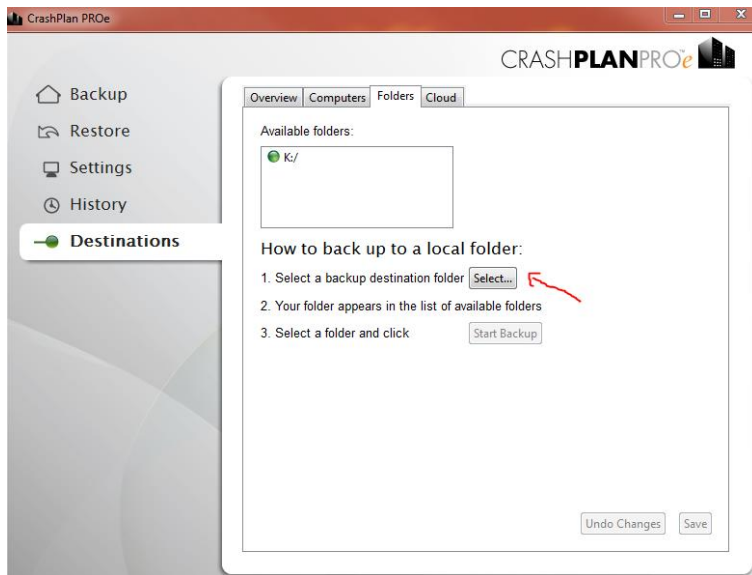 CrashPlan PROe
CRASHPLANPRO™e
Backup
Restore
Settings
History
Destinations
Overview Computers Folders Cloud
Available folders:
K:/
How to back up to a local folder:
1. Select a backup destination folder Select...
2. Your folder appears in the list of available folders
3. Select a folder and click Start Backup
Undo Changes Save